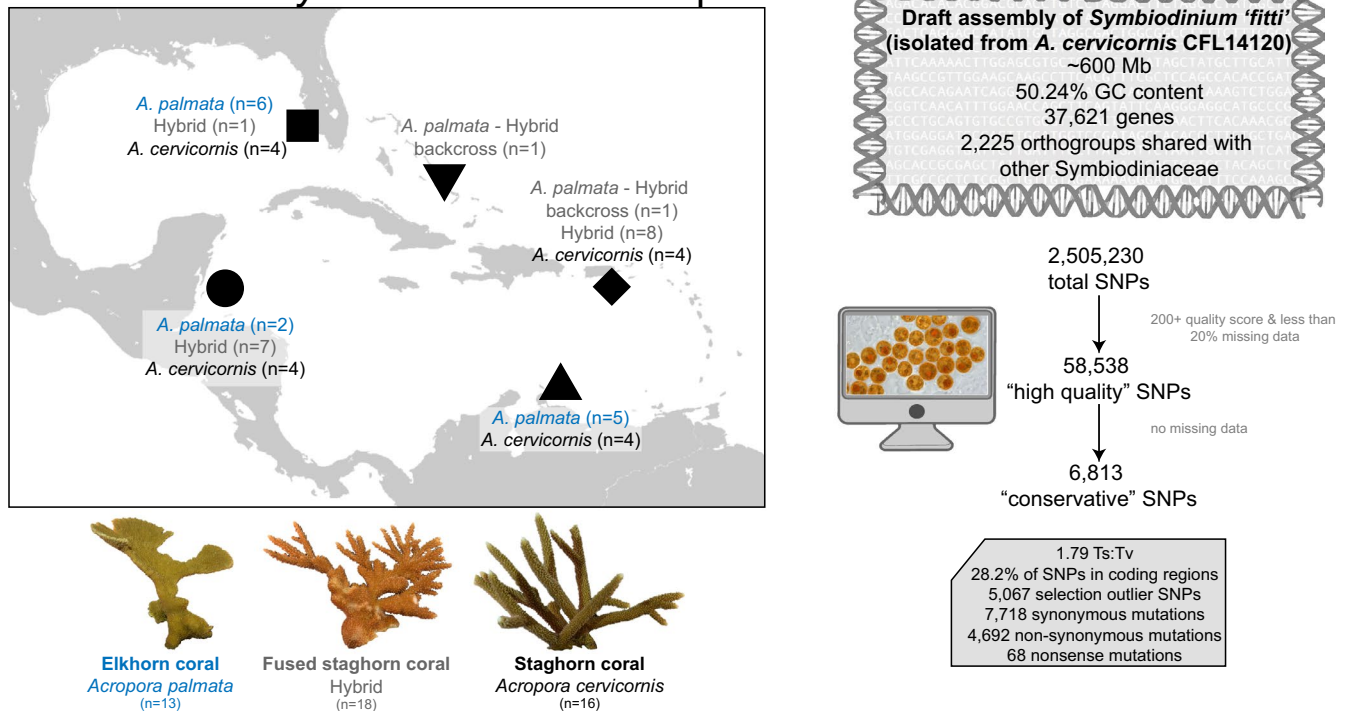 A. palmata (n=6)
Hybrid (n=1)
A. cervicornis (n=4)
A. palmata - Hybrid
backcross (n=1)
A. palmata - Hybrid
backcross (n=1)
Hybrid (n=8)
A. cervicornis (n=4)
A. palmata (n=2)
Hybrid (n=7)
A. cervicornis (n=4)
A. palmata (n=5)
A. cervicornis (n=4)
Elkhorn coral
Acropora palmata
(n=13)
Fused staghorn coral
Hybrid
(n=18)
Staghorn coral
Acropora cervicornis
(n=16)
Draft assembly of Symbiodinium ‘fitti’
(isolated from A. cervicornis CFL14120)
~600 Mb
50.24% GC content
37,621 genes
2,225 orthogroups shared with
other Symbiodiniaceae
2,505,230
total SNPs
200+ quality score & less than
20% missing data
58,538
“high quality” SNPs
no missing data
6,813
“conservative” SNPs
1.79 Ts:Tv
28.2% of SNPs in coding regions
5,067 selection outlier SNPs
7,718 synonymous mutations
4,692 non-synonymous mutations
68 nonsense mutations